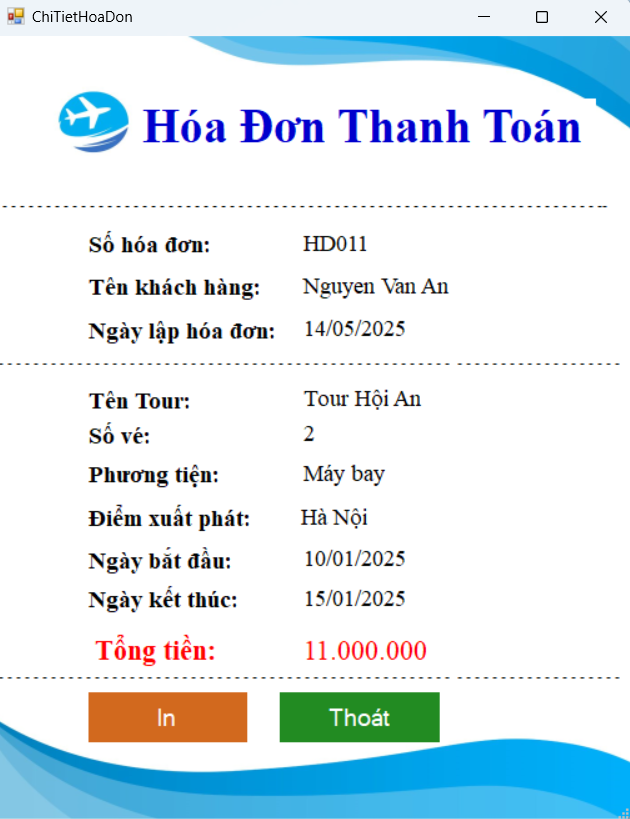 ChiTietHoaDon
Hóa Đơn Thanh Toán
Số hóa đơn: HD011
Tên khách hàng: Nguyen Van An
Ngày lập hóa đơn: 14/05/2025
Tên Tour: Tour Hội An
Số vé: 2
Phương tiện: Máy bay
Điểm xuất phát: Hà Nội
Ngày bắt đầu: 10/01/2025
Ngày kết thúc: 15/01/2025
Tổng tiền: 11.000.000
In Thoát